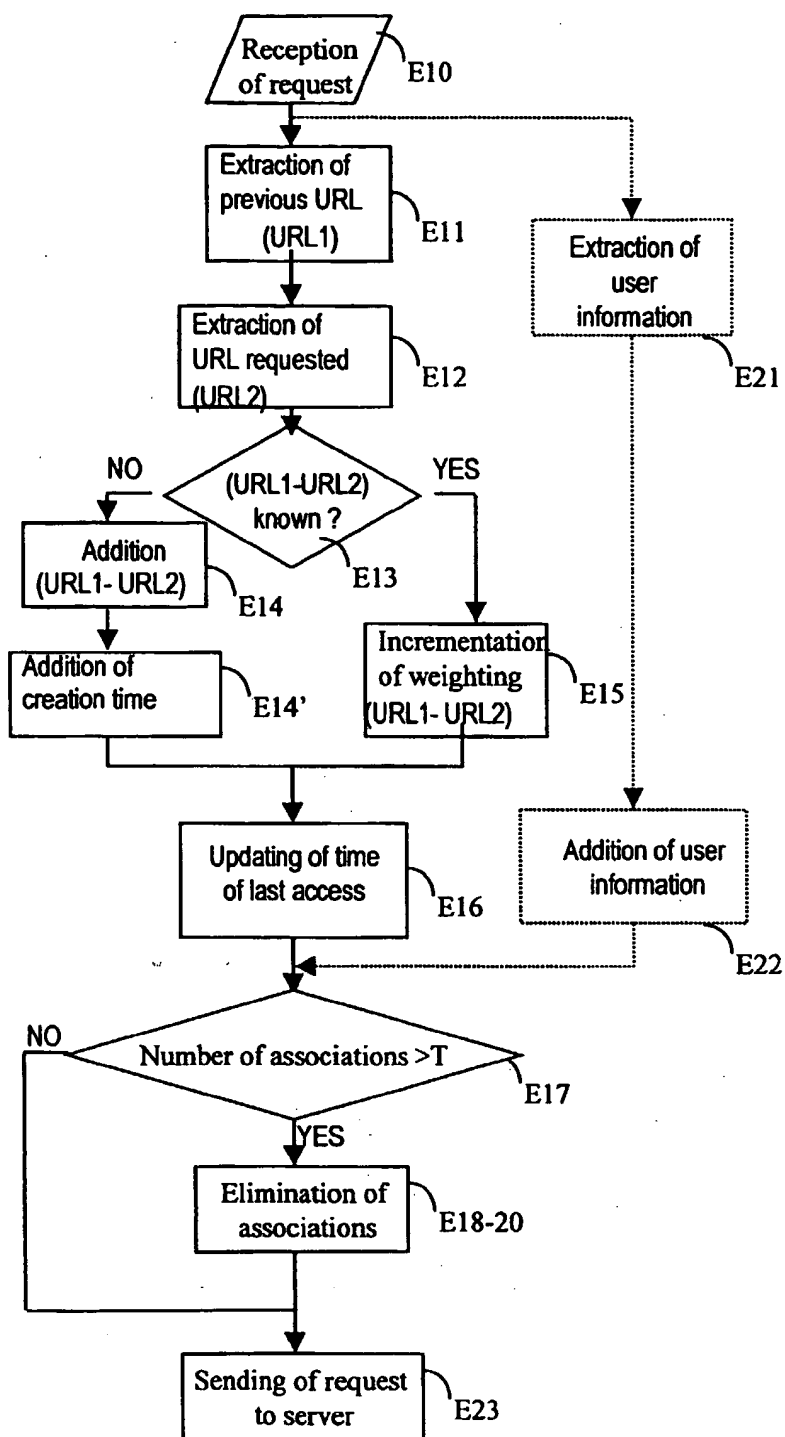 Reception
of request
E10
Extraction of
previous URL
(URL1)
E11
Extraction of
user
information
E21
Extraction of
URL requested
(URL2)
E12
NO
YES
(URL1-URL2)
known ?
E13
Addition
(URL1- URL2)
E14
Addition of
creation time
E14'
Incrementation
of weighting
(URL1- URL2)
E15
Updating of time
of last access
E16
Addition of user
information
E22
NO
Number of associations >T
E17
YES
Elimination of
associations
E18-20
Sending of request
to server
E23